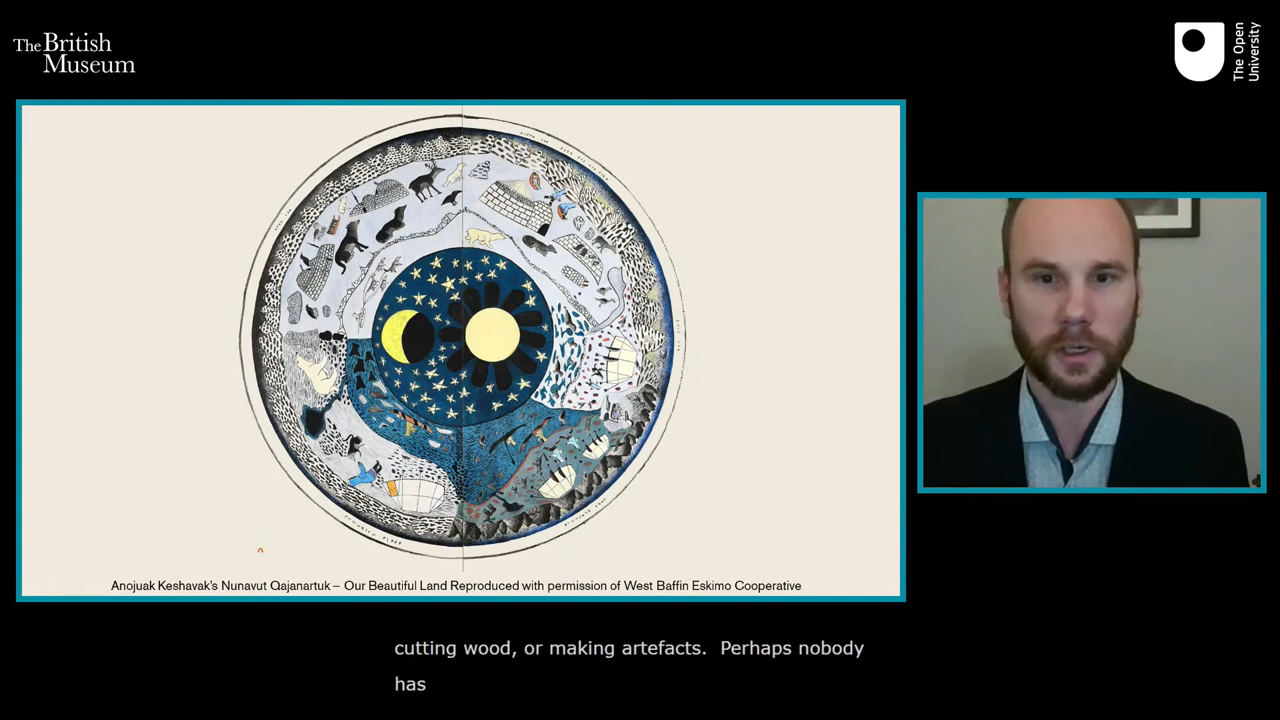 The British
Museum
The Open
University
Anojuak Keshavak's Nunavut Qajanartuk – Our Beautiful Land Reproduced with permission of West Baffin Eskimo Cooperative
cutting wood, or making artefacts.  Perhaps nobody
has